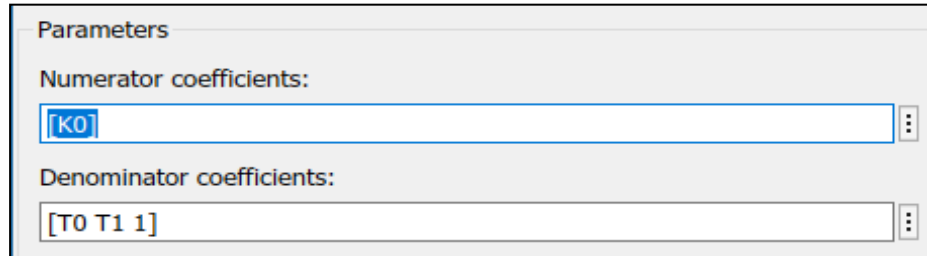 Parameters
Numerator coefficients:
[K0]
Denominator coefficients:
[T0 T1 1]